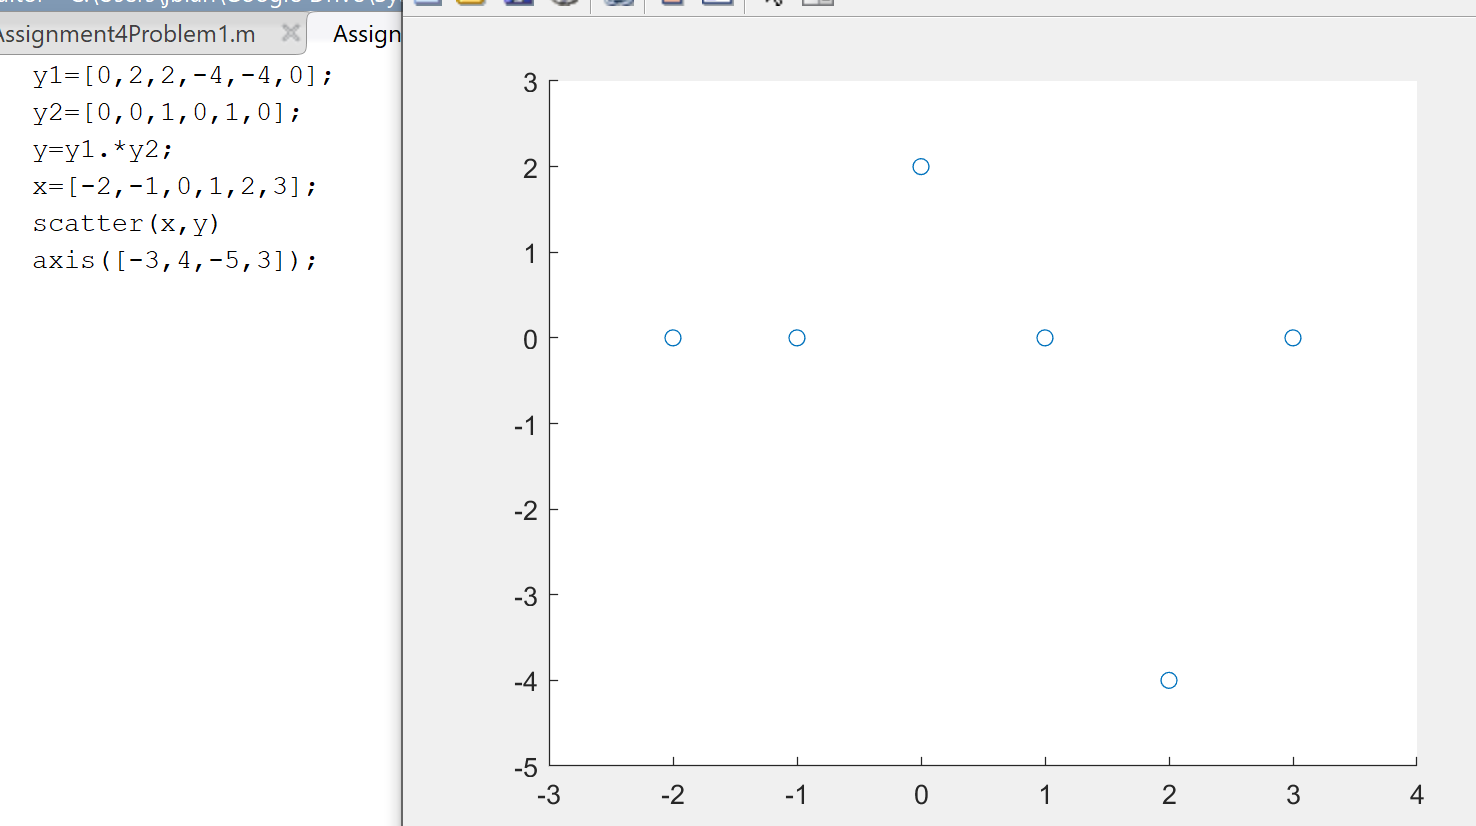 Assignment4Problem1.m
Assign
y1=[0,2,2,-4,-4,0];
y2=[0,0,1,0,1,0];
y=y1.*y2;
x=[-2,-1,0,1,2,3];
scatter(x,y)
axis([-3,4,-5,3]);
3
2
1
0
-1
-2
-3
-4
-5
-3 -2 -1 0 1 2 3 4